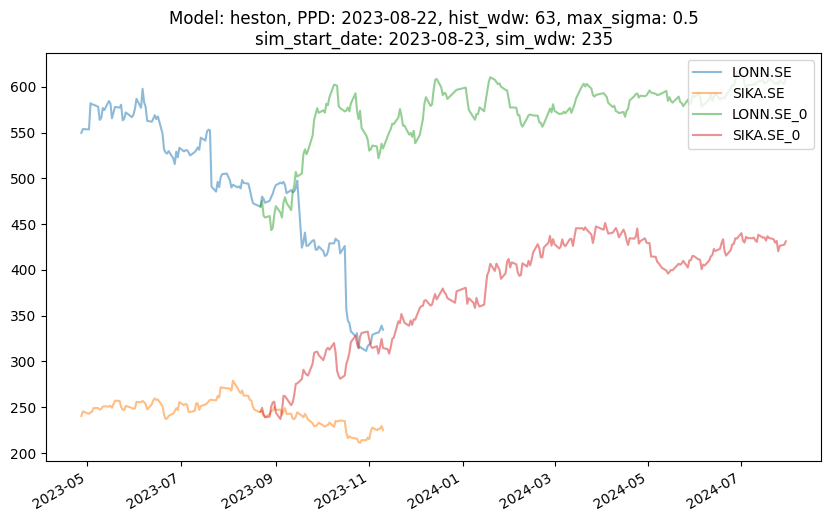 Model: heston, PPD: 2023-08-22, hist_wdw: 63, max_sigma: 0.5
sim_start_date: 2023-08-23, sim_wdw: 235
LONN.SE
SIKA.SE
LONN.SE_0
SIKA.SE_0
600
550
500
450
400
350
300
250
200
2023-05
2023-07
2023-09
2023-11
2024-01
2024-03
2024-05
2024-07